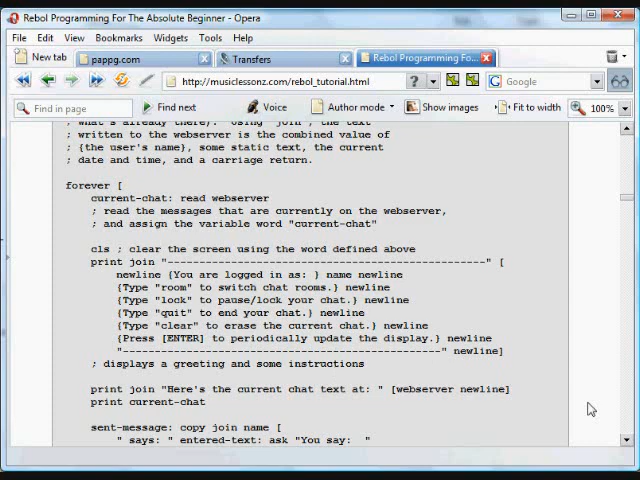 Rebol Programming For The Absolute Beginner - Opera
File Edit View Bookmarks Widgets Tools Help
New tab pappg.com Transfers Rebol Programming Fo...
http://musiclessonz.com/rebol_tutorial.html ? Google
Find in page Find next Voice Author mode Show images Fit to width 100%
; what's already there). Using "join", the text
; written to the webserver is the combined value of
; {the user's name}, some static text, the current
; date and time, and a carriage return.
forever [
current-chat: read webserver
; read the messages that are currently on the webserver,
; and assign the variable word "current-chat"
cls ; clear the screen using the word defined above
print join "--------------------------------------------------" [
newline {You are logged in as: } name newline
{Type "room" to switch chat rooms.} newline
{Type "lock" to pause/lock your chat.} newline
{Type "quit" to end your chat.} newline
{Type "clear" to erase the current chat.} newline
{Press [ENTER] to periodically update the display.} newline
"--------------------------------------------------" newline]
; displays a greeting and some instructions
print join "Here's the current chat text at: " [webserver newline]
print current-chat
sent-message: copy join name [
" says: " entered-text: ask "You say:  "